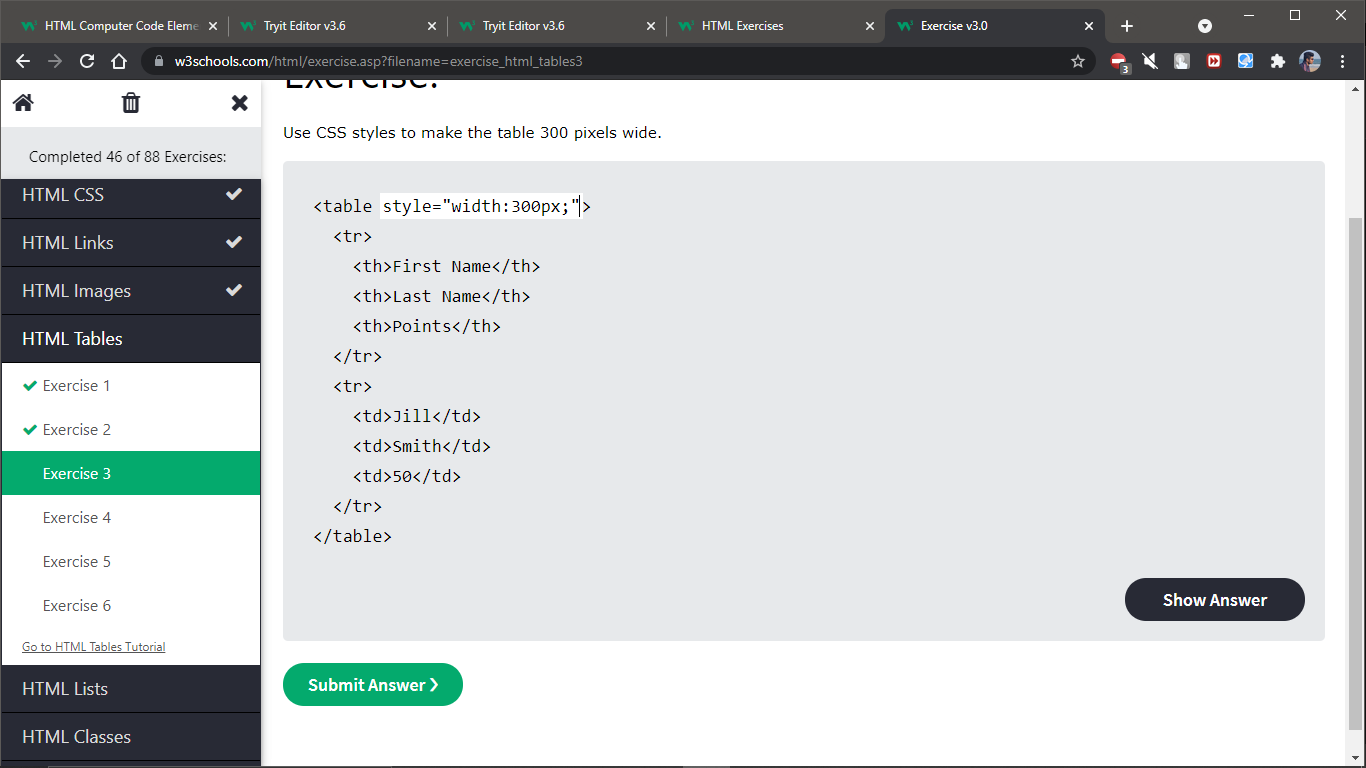 HTML Computer Code Eleme
Tryit Editor v3.6
Tryit Editor v3.6
HTML Exercises
Exercise v3.0
w3schools.com/html/exercise.asp?filename=exercise_html_tables3
3
Completed 46 of 88 Exercises:
HTML CSS
HTML Links
HTML Images
HTML Tables
Exercise 1
Exercise 2
Exercise 3
Exercise 4
Exercise 5
Exercise 6
Go to HTML Tables Tutorial
HTML Lists
HTML Classes
Exercise:
Use CSS styles to make the table 300 pixels wide.
<table style="width:300px;">
<tr>
<th>First Name</th>
<th>Last Name</th>
<th>Points</th>
</tr>
<tr>
<td>Jill</td>
<td>Smith</td>
<td>50</td>
</tr>
</table>
Show Answer
Submit Answer ❯